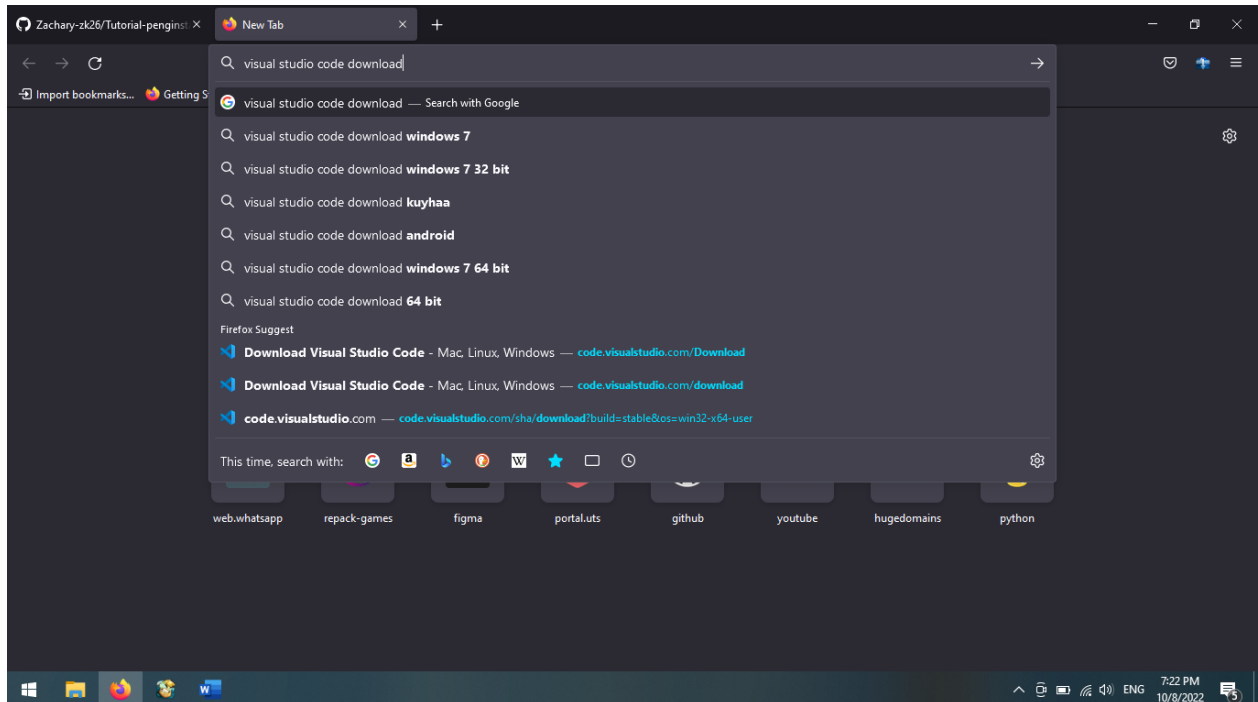 Zachary-zk26/Tutorial-penginst
New Tab
visual studio code download
Import bookmarks... Getting S
visual studio code download — Search with Google
visual studio code download windows 7
visual studio code download windows 7 32 bit
visual studio code download kuyhaa
visual studio code download android
visual studio code download windows 7 64 bit
visual studio code download 64 bit
Firefox Suggest
Download Visual Studio Code - Mac, Linux, Windows — code.visualstudio.com/Download
Download Visual Studio Code - Mac, Linux, Windows — code.visualstudio.com/download
code.visualstudio.com — code.visualstudio.com/sha/download?build=stable&os=win32-x64-user
This time, search with:
web.whatsapp repack-games figma portal.uts github youtube hugedomains python
ENG
7:22 PM
10/8/2022
5